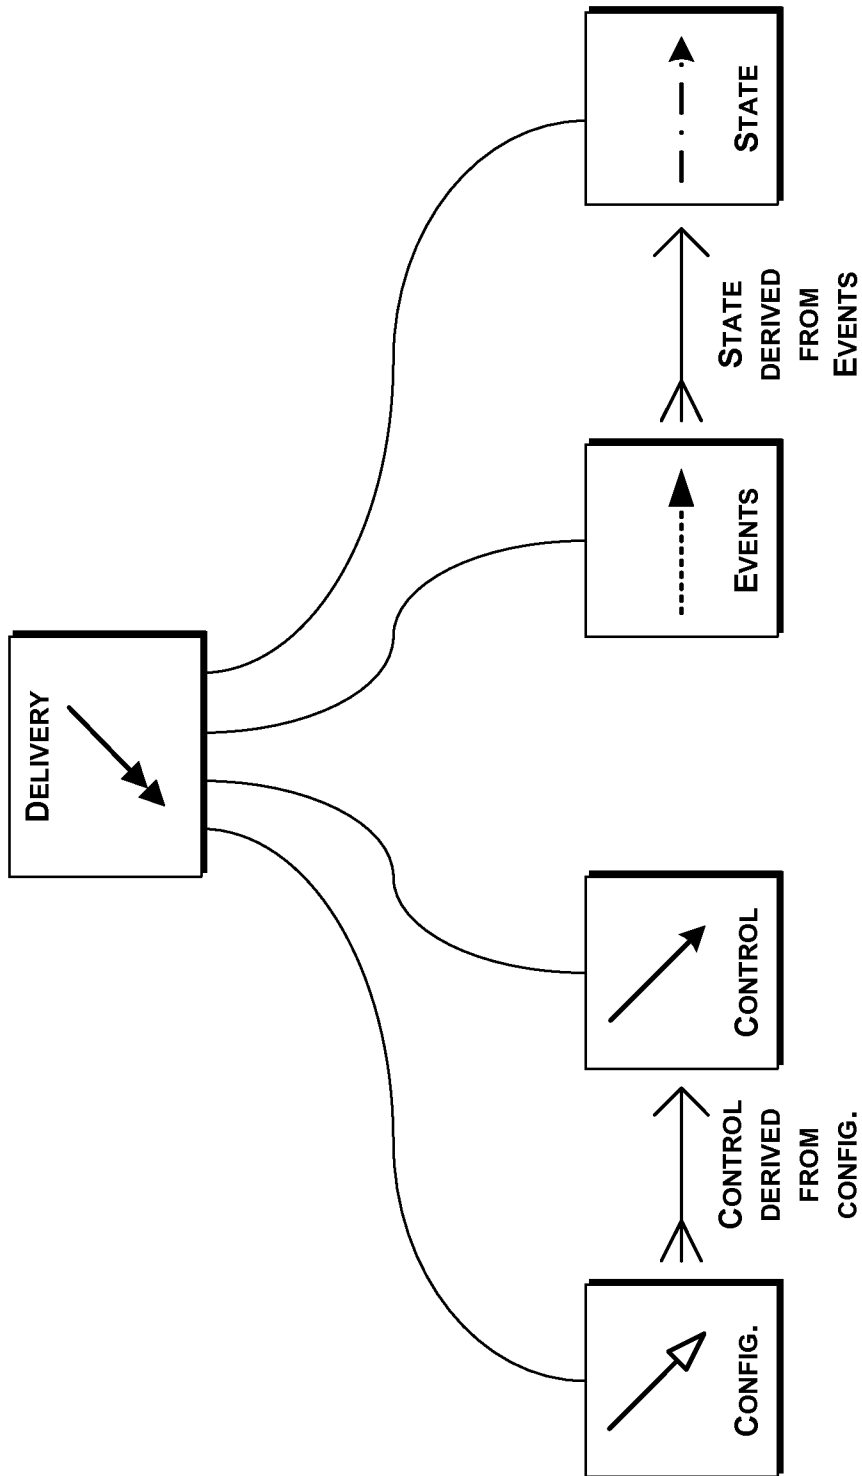 DELIVERY
CONFIG.
CONTROL
DERIVED
FROM
CONFIG.
CONTROL
EVENTS
STATE
DERIVED
FROM
EVENTS
STATE